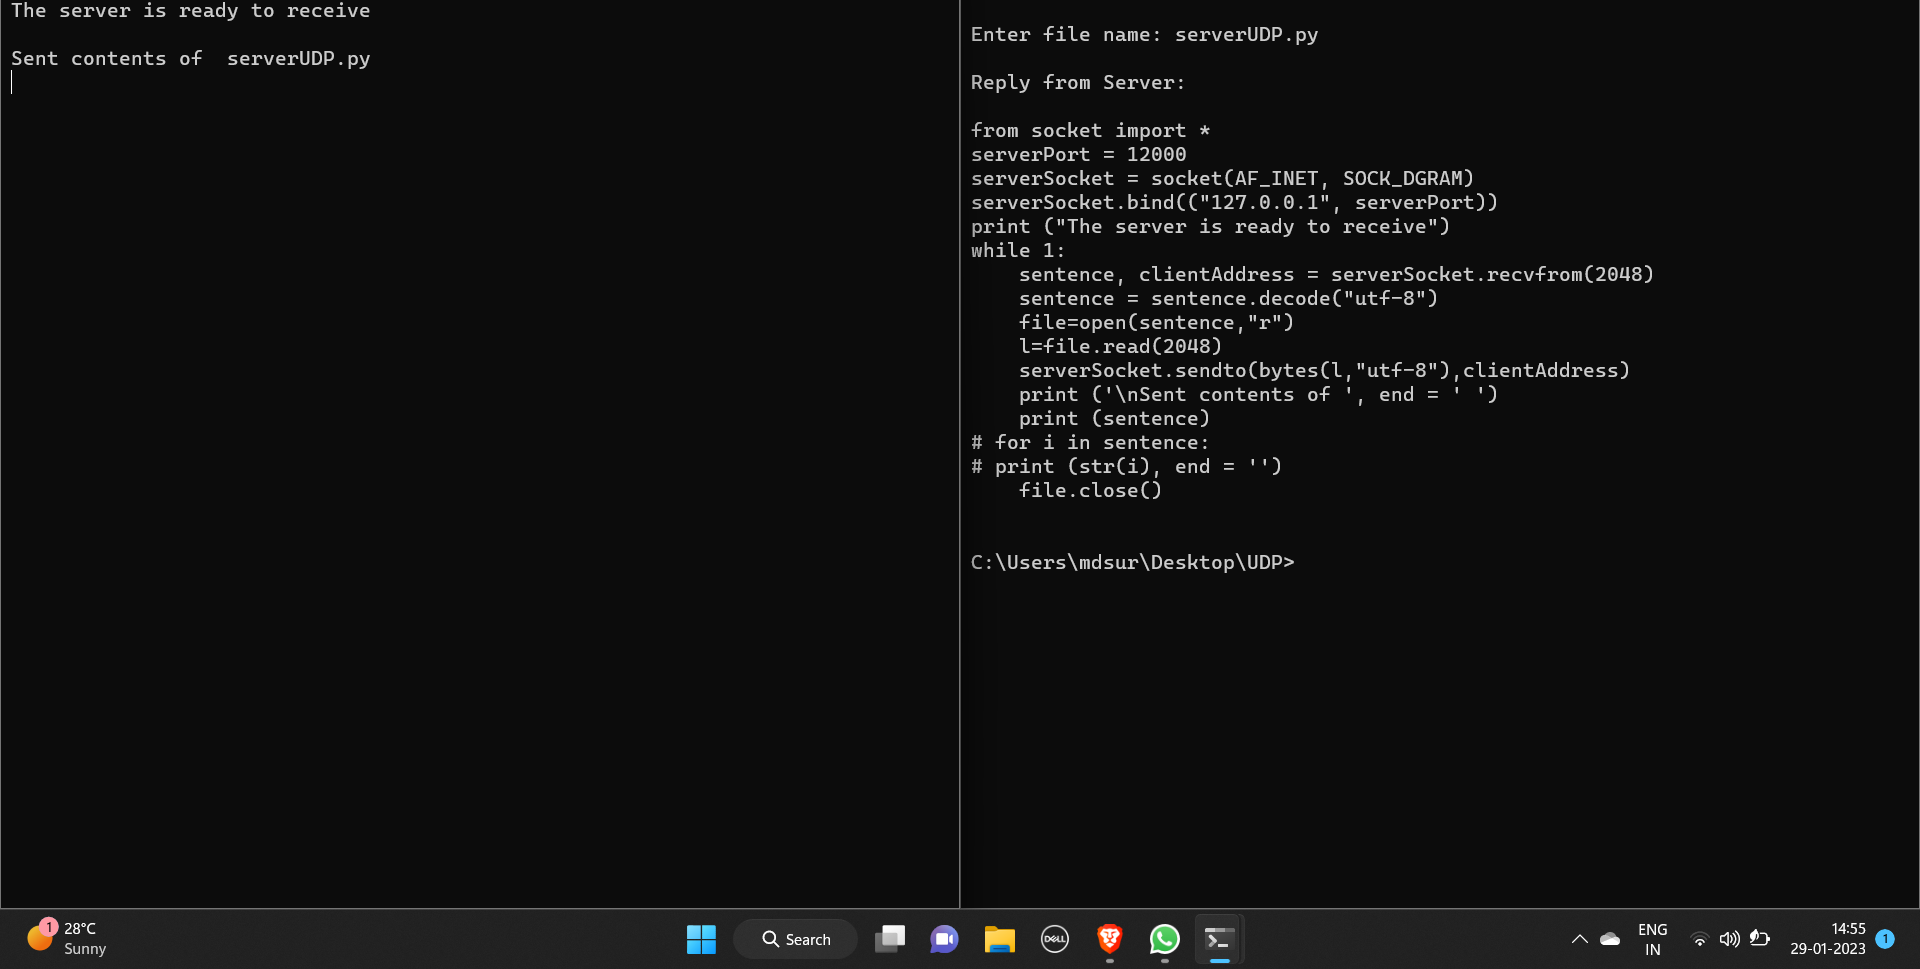 The server is ready to receive
Sent contents of  serverUDP.py
Enter file name: serverUDP.py
Reply from Server:
from socket import *
serverPort = 12000
serverSocket = socket(AF_INET, SOCK_DGRAM)
serverSocket.bind(("127.0.0.1", serverPort))
print ("The server is ready to receive")
while 1:
    sentence, clientAddress = serverSocket.recvfrom(2048)
    sentence = sentence.decode("utf-8")
    file=open(sentence,"r")
    l=file.read(2048)
    serverSocket.sendto(bytes(l,"utf-8"),clientAddress)
    print ('\nSent contents of ', end = ' ')
    print (sentence)
# for i in sentence:
# print (str(i), end = '')
    file.close()
C:\Users\mdsur\Desktop\UDP>
1
28°C
Sunny
Search
DELL
ENG
IN
14:55
29-01-2023
1